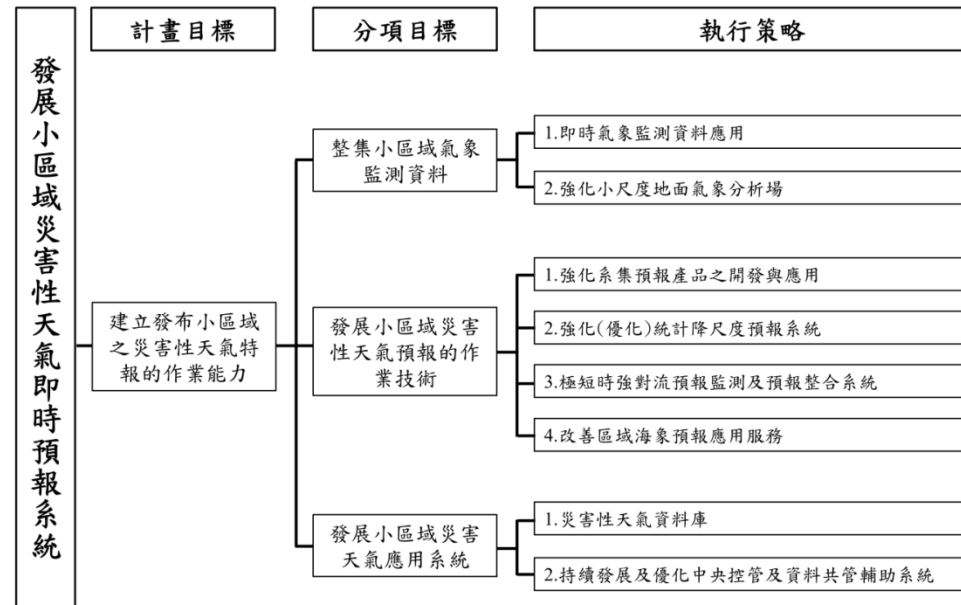 發展小區域災害性天氣即時預報系統
計畫目標
分項目標
執行策略
建立發布小區域
之災害性天氣特
報的作業能力
整集小區域氣象
監測資料
1.即時氣象監測資料應用
2.強化小尺度地面氣象分析場
發展小區域災害
性天氣預報的作
業技術
1.強化系集預報產品之開發與應用
2.強化(優化)統計降尺度預報系統
3.極短時強對流預報監測及預報整合系統
4.改善區域海象預報應用服務
發展小區域災害
天氣應用系統
1.災害性天氣資料庫
2.持續發展及優化中央控管及資料共管輔助系統